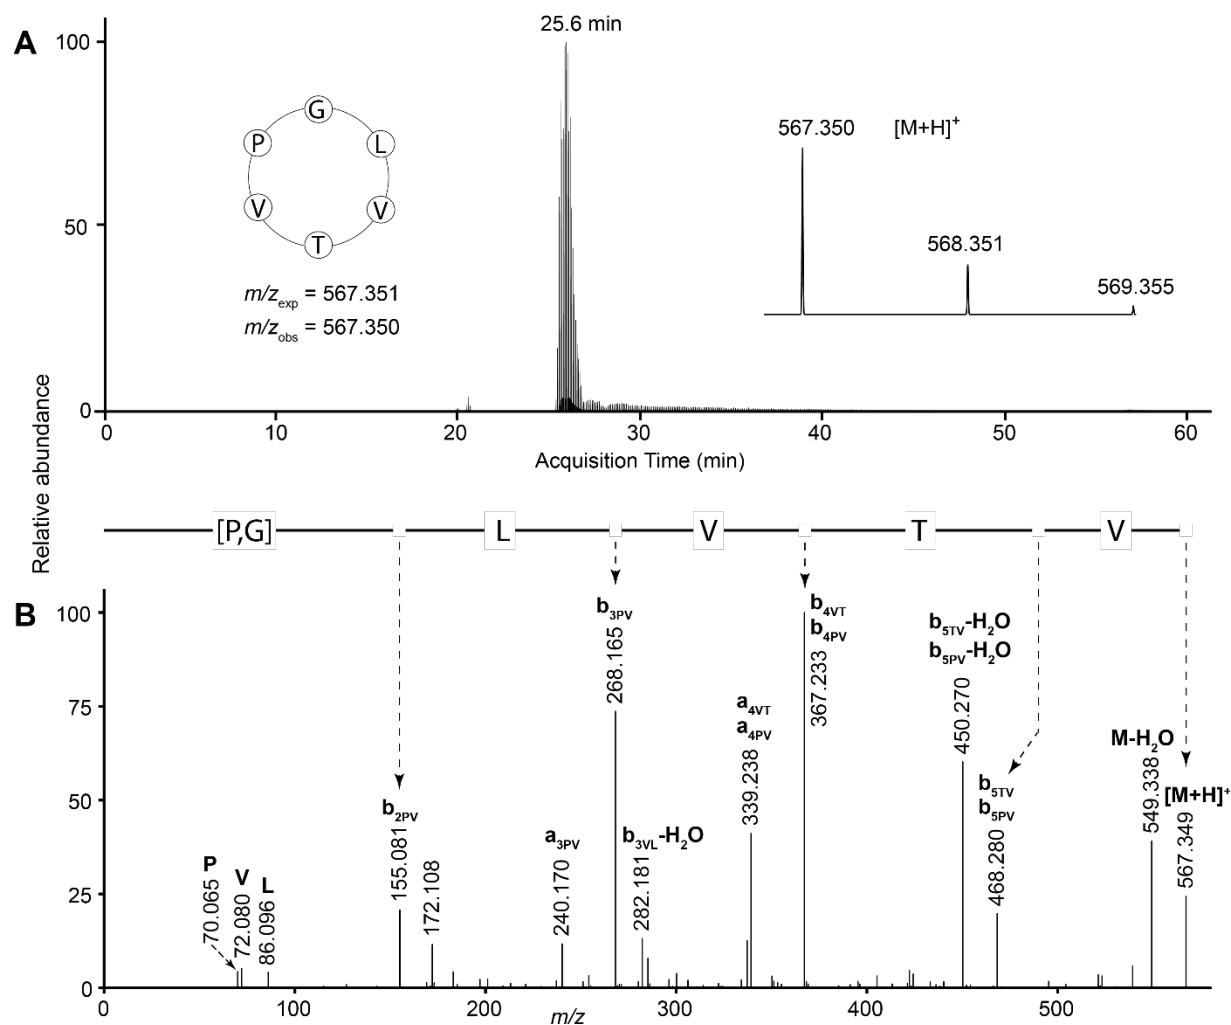 A
25.6 min
100
50
0
G
P
L
V
V
T
m/z_exp = 567.351
m/z_obs = 567.350
567.350
[M+H]⁺
568.351
569.355
0
10
20
30
40
50
60
Acquisition Time (min)
Relative abundance
[P,G]
L
V
T
V
B
100
75
50
25
0
P
70.065
V
72.080
L
86.096
b₂PV
155.081
172.108
a₃PV
240.170
b₃PV
268.165
b₃VL-H₂O
282.181
a₄VT
a₄PV
339.238
b₄VT
b₄PV
367.233
b₅TV-H₂O
b₅PV-H₂O
450.270
b₅TV
b₅PV
468.280
M-H₂O
549.338
[M+H]⁺
567.349
0
100
200
300
400
500
m/z